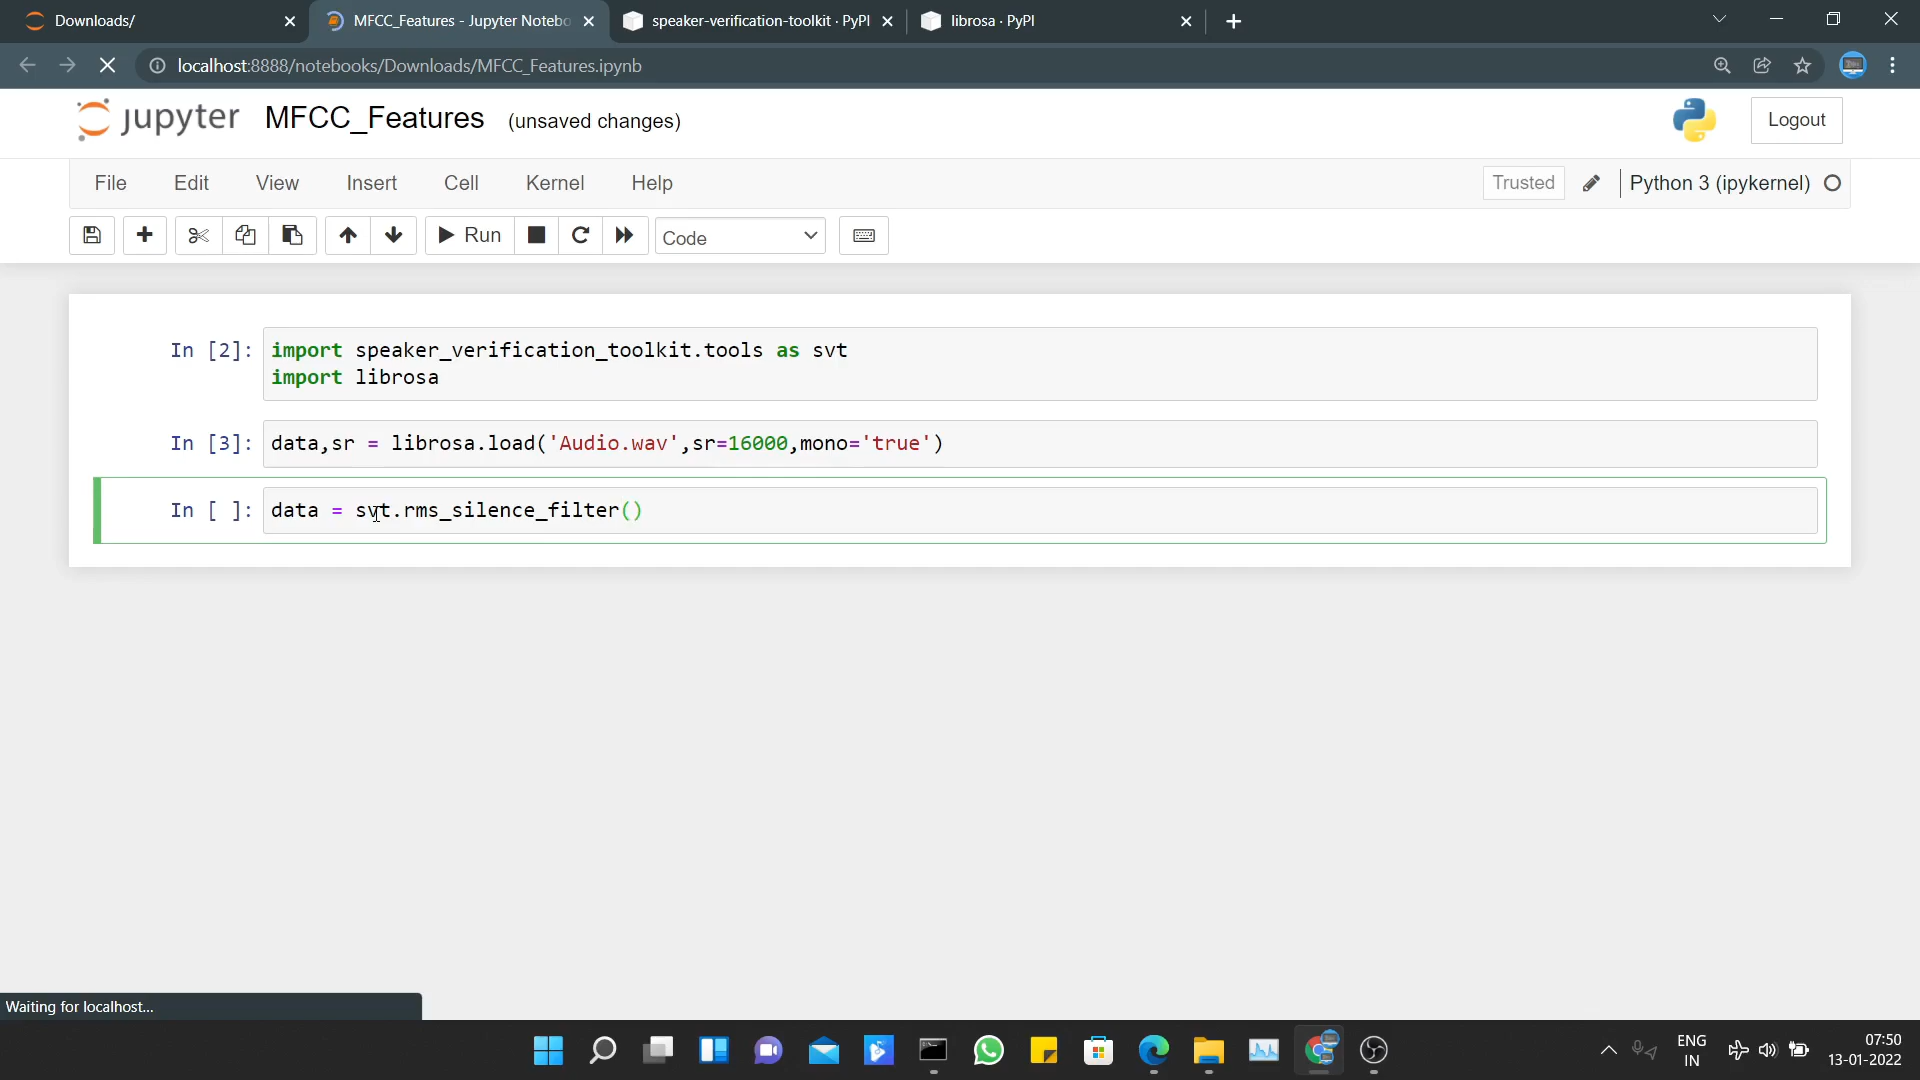 Downloads/
MFCC_Features - Jupyter Notebo
speaker-verification-toolkit · PyPI
librosa · PyPI
localhost:8888/notebooks/Downloads/MFCC_Features.ipynb
jupyter MFCC_Features (unsaved changes)
Logout
File Edit View Insert Cell Kernel Help
Trusted
Python 3 (ipykernel)
Run
Code
In [2]: import speaker_verification_toolkit.tools as svt
import librosa
In [3]: data,sr = librosa.load('Audio.wav',sr=16000,mono='true')
In [ ]: data = svt.rms_silence_filter()
Waiting for localhost...
ENG
IN
07:50
13-01-2022